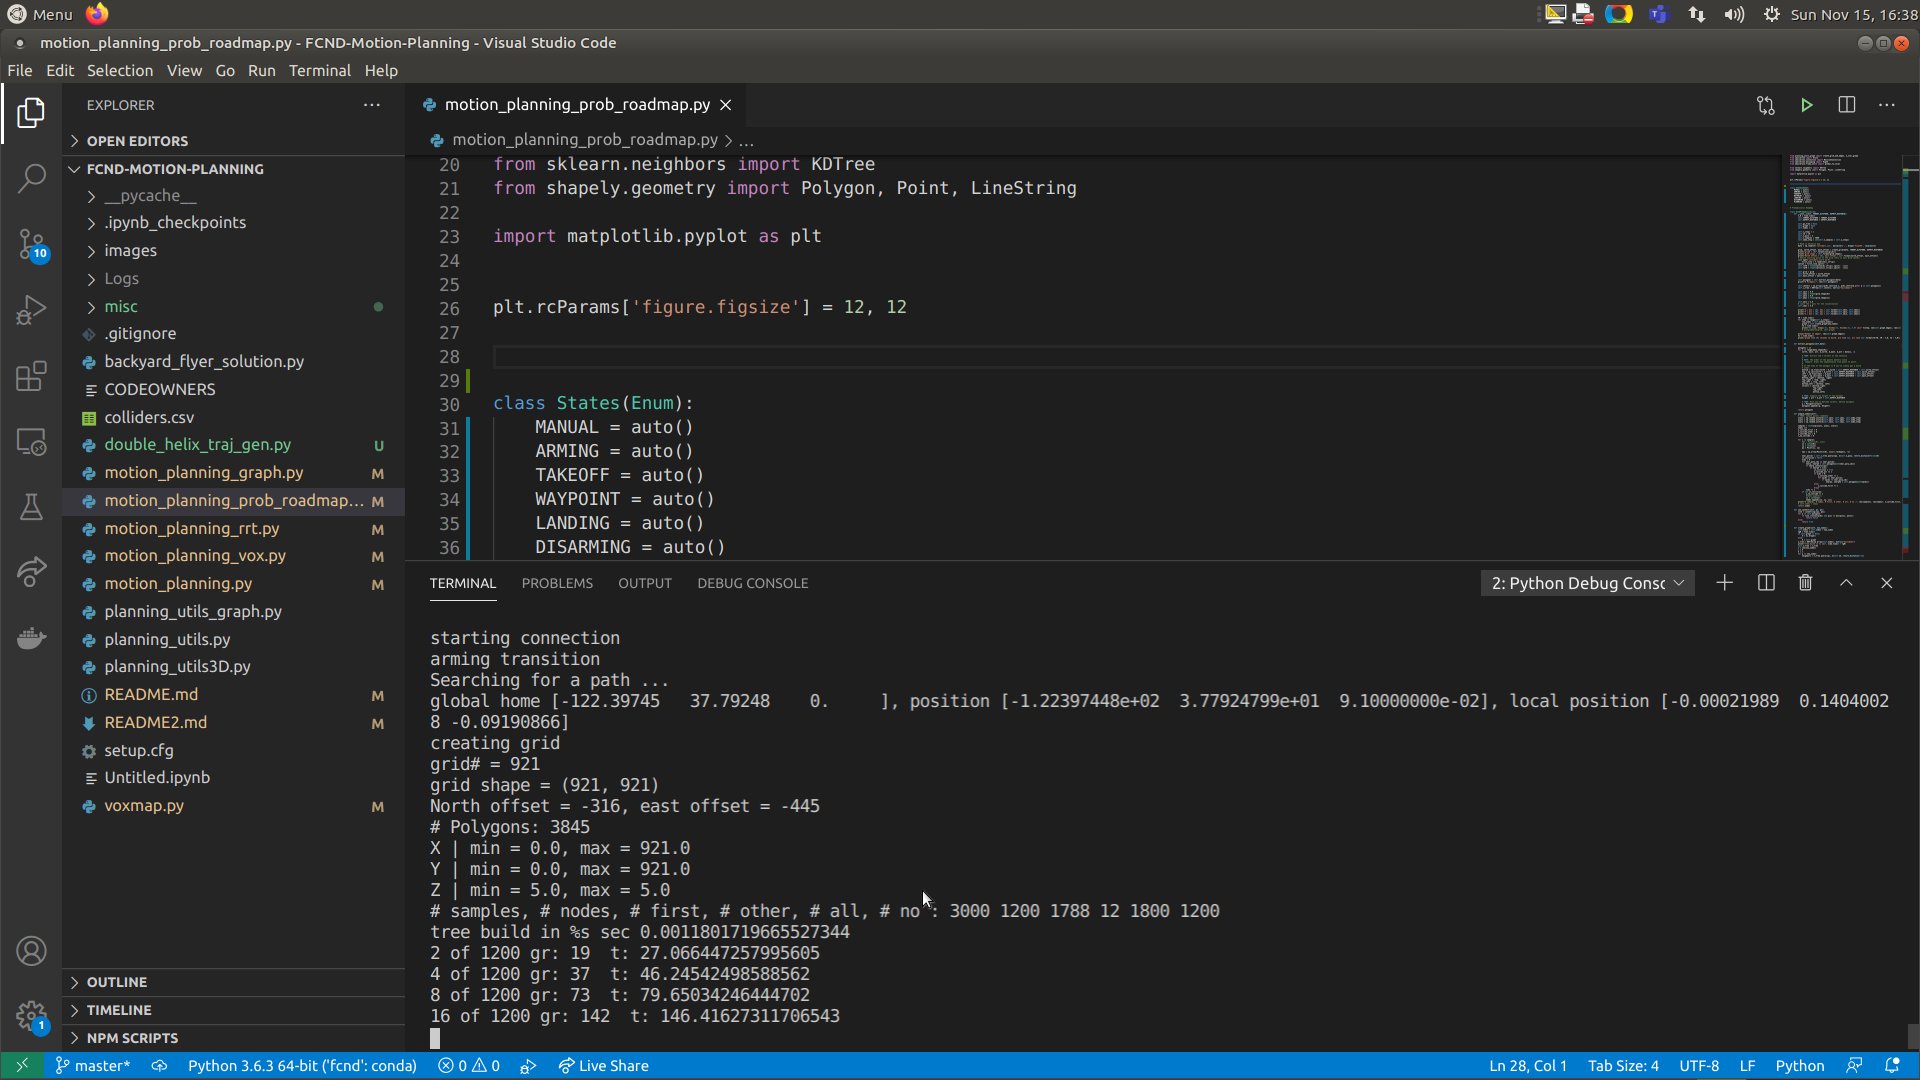 Menu
Sun Nov 15, 16:38
motion_planning_prob_roadmap.py - FCND-Motion-Planning - Visual Studio Code
File Edit Selection View Go Run Terminal Help
EXPLORER
OPEN EDITORS
FCND-MOTION-PLANNING
__pycache__
.ipynb_checkpoints
images
Logs
misc
.gitignore
backyard_flyer_solution.py
CODEOWNERS
colliders.csv
double_helix_traj_gen.py U
motion_planning_graph.py M
motion_planning_prob_roadmap... M
motion_planning_rrt.py M
motion_planning_vox.py M
motion_planning.py M
planning_utils_graph.py
planning_utils.py
planning_utils3D.py
README.md M
README2.md M
setup.cfg
Untitled.ipynb
voxmap.py M
OUTLINE
TIMELINE
NPM SCRIPTS
10
1
motion_planning_prob_roadmap.py
motion_planning_prob_roadmap.py > ...
20 from sklearn.neighbors import KDTree
21 from shapely.geometry import Polygon, Point, LineString
22
23 import matplotlib.pyplot as plt
24
25
26 plt.rcParams['figure.figsize'] = 12, 12
27
28
29
30 class States(Enum):
31 MANUAL = auto()
32 ARMING = auto()
33 TAKEOFF = auto()
34 WAYPOINT = auto()
35 LANDING = auto()
36 DISARMING = auto()
TERMINAL PROBLEMS OUTPUT DEBUG CONSOLE
2: Python Debug Consc
starting connection
arming transition
Searching for a path ...
global home [-122.39745   37.79248    0.     ], position [-1.22397448e+02  3.77924799e+01  9.10000000e-02], local position [-0.00021989  0.1404002
8 -0.09190866]
creating grid
grid# = 921
grid shape = (921, 921)
North offset = -316, east offset = -445
# Polygons: 3845
X | min = 0.0, max = 921.0
Y | min = 0.0, max = 921.0
Z | min = 5.0, max = 5.0
# samples, # nodes, # first, # other, # all, # no : 3000 1200 1788 12 1800 1200
tree build in %s sec 0.0011801719665527344
2 of 1200 gr: 19  t: 27.066447257995605
4 of 1200 gr: 37  t: 46.24542498588562
8 of 1200 gr: 73  t: 79.65034246444702
16 of 1200 gr: 142  t: 146.41627311706543
master* Python 3.6.3 64-bit ('fcnd': conda) 0 0 Live Share Ln 28, Col 1 Tab Size: 4 UTF-8 LF Python